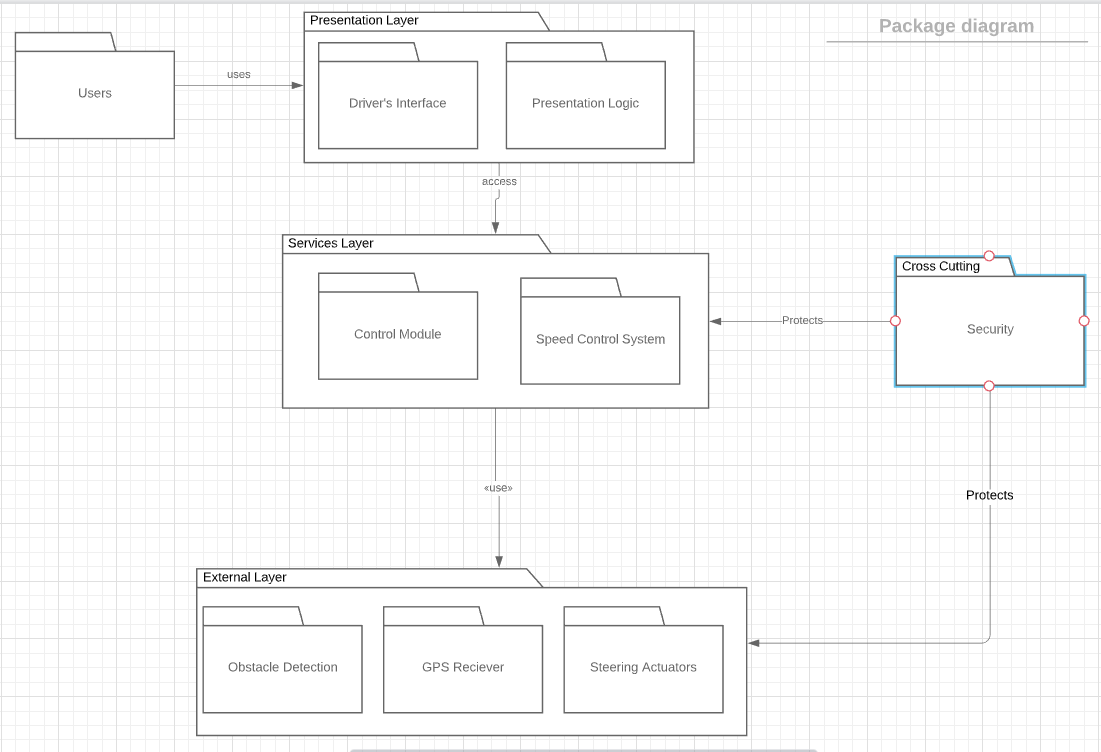 Package diagram
Presentation Layer
Users
uses
Driver's Interface
Presentation Logic
access
Services Layer
Control Module
Speed Control System
Protects
Cross Cutting
Security
«use»
Protects
External Layer
Obstacle Detection
GPS Reciever
Steering Actuators